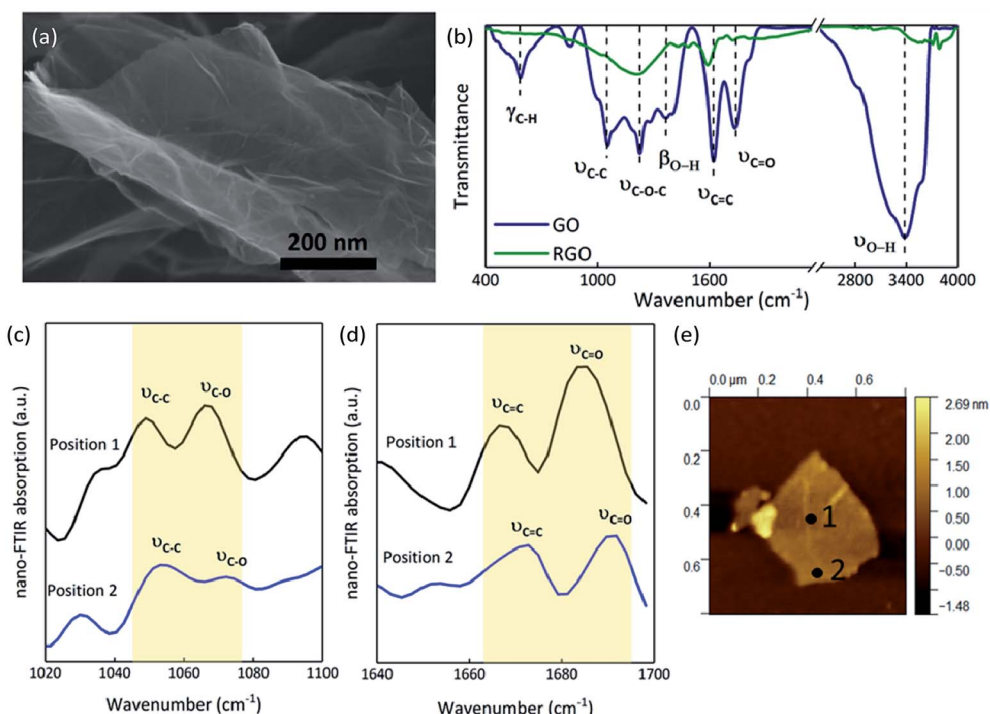 (a)
200 nm
(b)
Transmittance
γC-H
υC-C
υC-O-C
βO–H
υC=C
υC=O
υO–H
GO
RGO
400 1000 1600 2800 3400 4000
Wavenumber (cm⁻¹)
(c)
nano-FTIR absorption (a.u.)
υC-C
υC-O
Position 1
υC-C
υC-O
Position 2
1020 1040 1060 1080 1100
Wavenumber (cm⁻¹)
(d)
nano-FTIR absorption (a.u.)
υC=O
υC=C
Position 1
υC=C
υC=O
Position 2
1640 1660 1680 1700
Wavenumber (cm⁻¹)
(e)
0.0 µm 0.2 0.4 0.6
0.0
0.2
0.4
0.6
1
2
2.69 nm
2.00
1.50
1.00
0.50
0.00
−0.50
−1.48